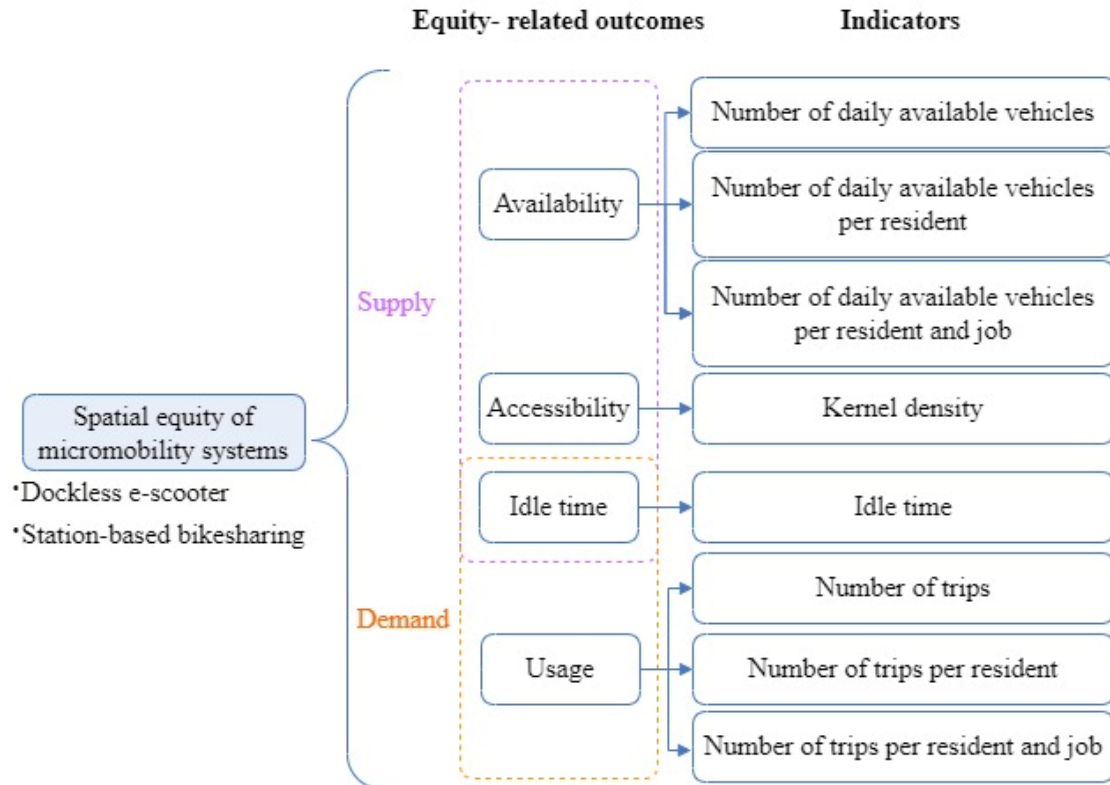 Equity- related outcomes
Indicators
Number of daily available vehicles
Number of daily available vehicles
per resident
Availability
Number of daily available vehicles
per resident and job
Supply
Spatial equity of
micromobility systems
•Dockless e-scooter
•Station-based bikesharing
Accessibility
Kernel density
Idle time
Idle time
Demand
Number of trips
Usage
Number of trips per resident
Number of trips per resident and job